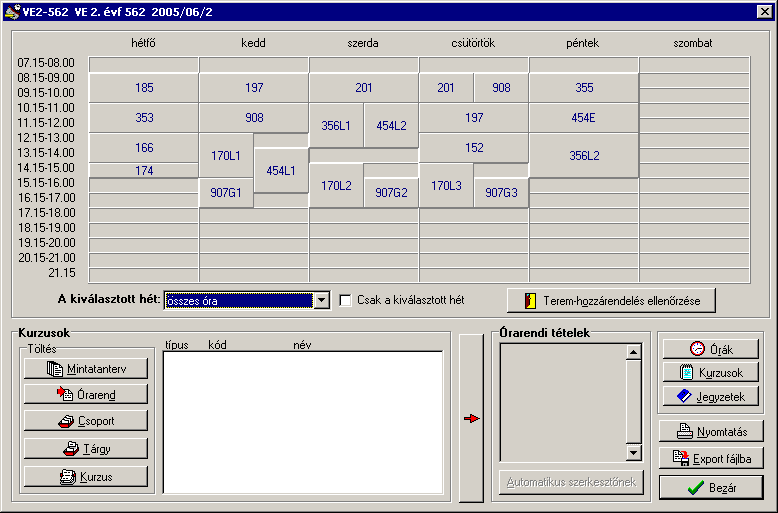 VE2-562 VE 2. évf 562 2005/06/2
hétfő kedd szerda csütörtök péntek szombat
07.15-08.00
08.15-09.00
09.15-10.00
185 197 201 201 908 355
10.15-11.00
11.15-12.00
353 908 356L1 454L2 197 454E
12.15-13.00
13.15-14.00
166 170L1 152 356L2
14.15-15.00
174 454L1
15.15-16.00
170L2 170L3
16.15-17.00
907G1 907G2 907G3
17.15-18.00
18.15-19.00
19.15-20.00
20.15-21.00
21.15
A kiválasztott hét: összes óra Csak a kiválasztott hét Terem-hozzárendelés ellenőrzése
Kurzusok
Töltés
Mintatanterv
Órarend
Csoport
Tárgy
Kurzus
típus kód név
Órarendi tételek
Automatikus szerkesztőnek
Órák
Kurzusok
Jegyzetek
Nyomtatás
Export fájlba
Bezár